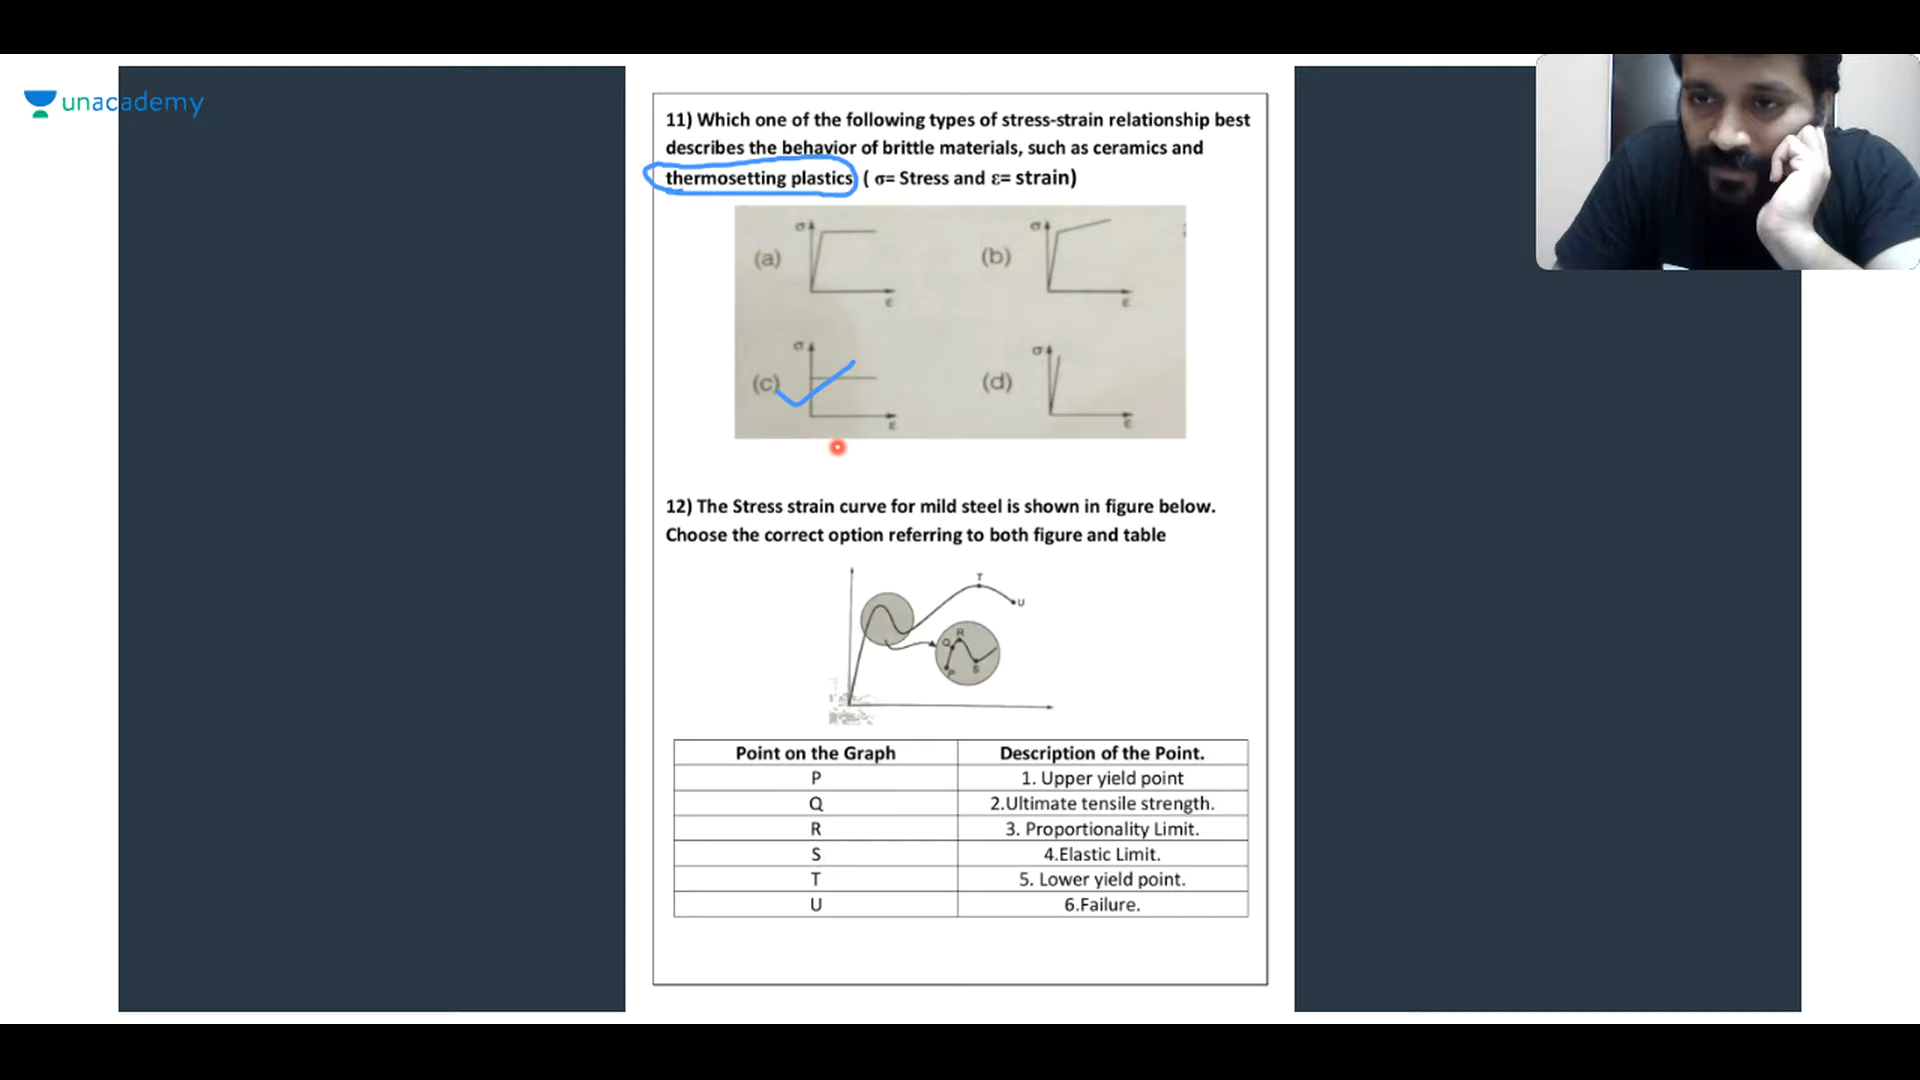 unacademy
11) Which one of the following types of stress-strain relationship best
describes the behavior of brittle materials, such as ceramics and
thermosetting plastics ( σ= Stress and ε= strain)
σ
(a)
ε
σ
(b)
ε
σ
(c)
ε
σ
(d)
ε
12) The Stress strain curve for mild steel is shown in figure below.
Choose the correct option referring to both figure and table
T
U
R
Q
S
P
Point on the Graph Description of the Point.
P 1. Upper yield point
Q 2.Ultimate tensile strength.
R 3. Proportionality Limit.
S 4.Elastic Limit.
T 5. Lower yield point.
U 6.Failure.